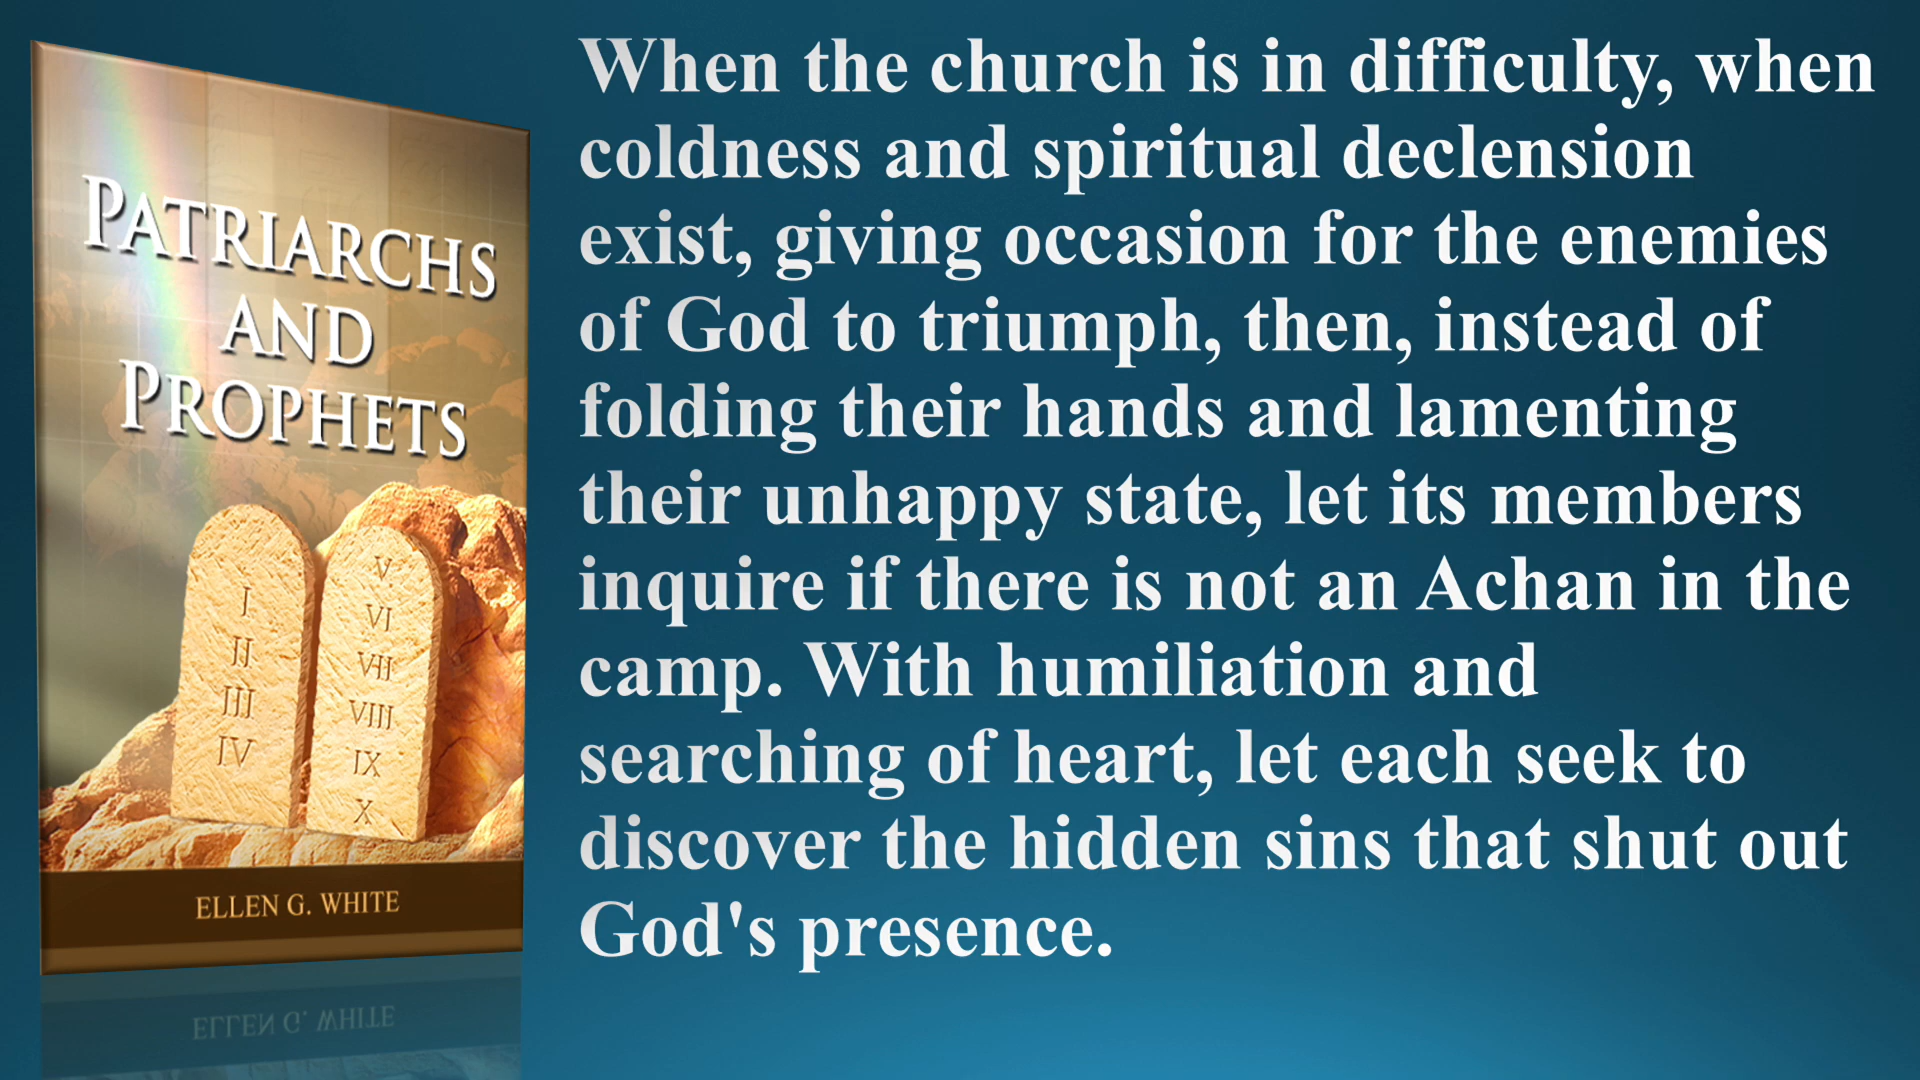 PATRIARCHS
AND
PROPHETS
I
II
III
IV
V
VI
VII
VIII
IX
X
ELLEN G. WHITE
ELLEN G. WHITE
When the church is in difficulty, when
coldness and spiritual declension
exist, giving occasion for the enemies
of God to triumph, then, instead of
folding their hands and lamenting
their unhappy state, let its members
inquire if there is not an Achan in the
camp. With humiliation and
searching of heart, let each seek to
discover the hidden sins that shut out
God's presence.